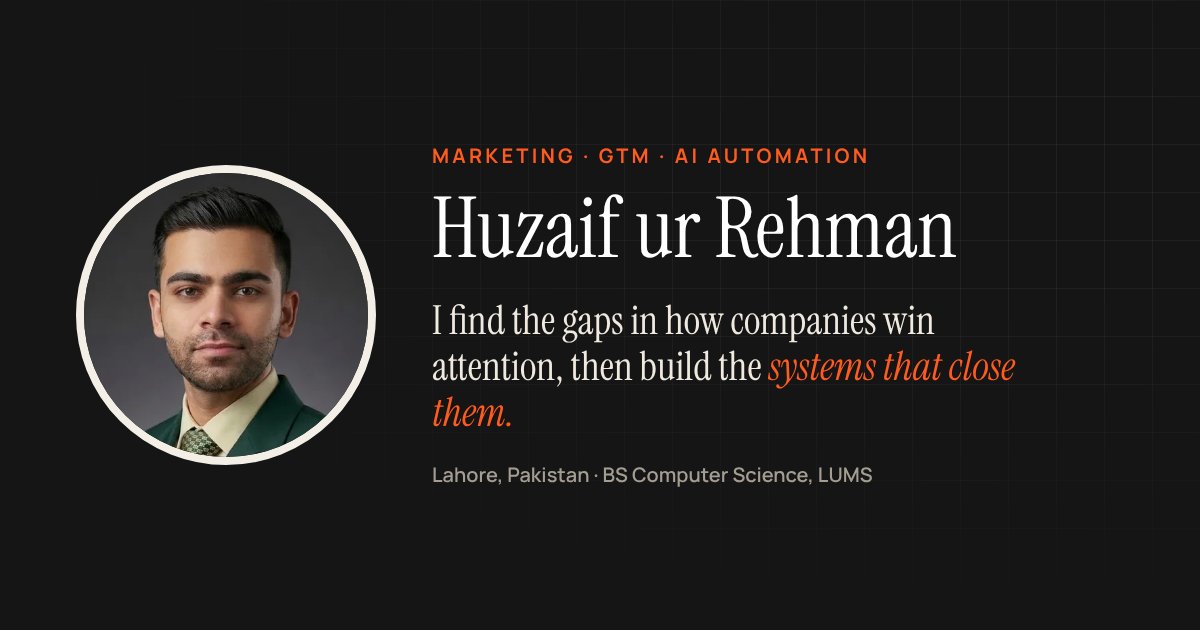 MARKETING · GTM · AI AUTOMATION
Huzaif ur Rehman
I find the gaps in how companies win
attention, then build the systems that close
them.
Lahore, Pakistan · BS Computer Science, LUMS